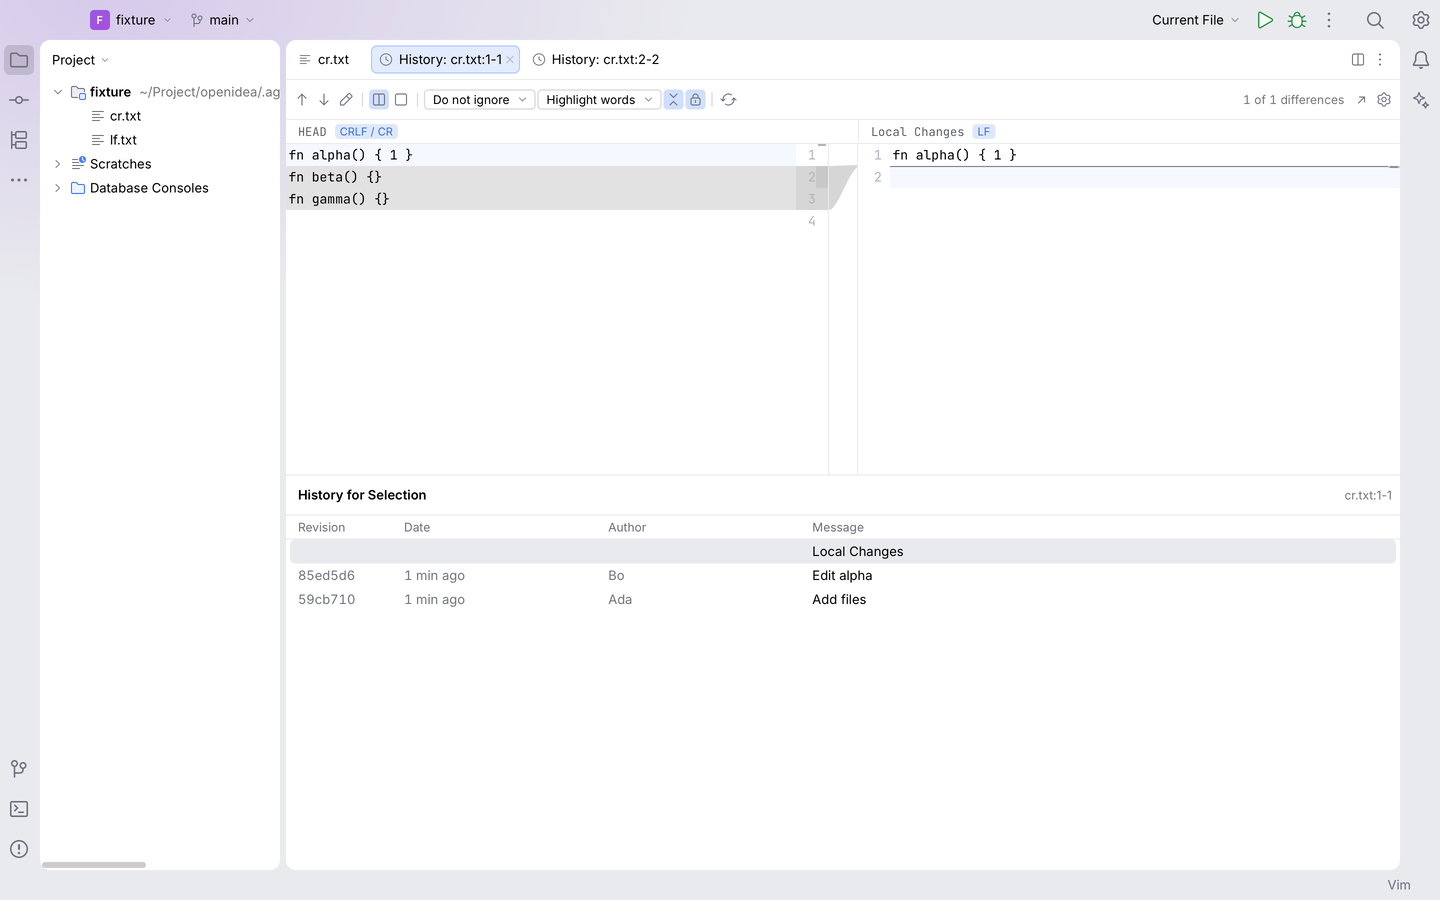 F fixture main Current File
Project
cr.txt History: cr.txt:1-1 History: cr.txt:2-2
fixture ~/Project/openidea/.ag
cr.txt
lf.txt
Scratches
Database Consoles
Do not ignore Highlight words 1 of 1 differences
HEAD CRLF / CR Local Changes LF
fn alpha() { 1 } 1 1 fn alpha() { 1 }
fn beta() {} 2 2
fn gamma() {} 3
4
History for Selection cr.txt:1-1
Revision Date Author Message
Local Changes
85ed5d6 1 min ago Bo Edit alpha
59cb710 1 min ago Ada Add files
Vim